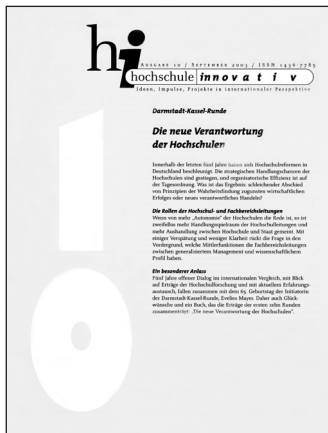 hi
AUSGABE 10 / SEPTEMBER 2003 / ISSN 1436-7785
hochschule innovativ
Ideen, Impulse, Projekte in internationaler Perspektive
Darmstadt-Kassel-Runde
Die neue Verantwortung
der Hochschulen
Innerhalb der letzten fünf Jahre haben sich Hochschulreformen in
Deutschland beschleunigt. Die strategischen Handlungschancen der
Hochschulen sind gestiegen, und organisatorische Effizienz ist auf
der Tagesordnung. Was ist das Ergebnis: schleichender Abschied
von Prinzipien der Wahrheitsfindung zugunsten wirtschaftlichen
Erfolges oder neues verantwortliches Handeln?
Die Rollen der Hochschul- und Fachbereichsleitungen
Wenn von mehr „Autonomie" der Hochschulen die Rede ist, so ist
zweifellos mehr Handlungsspielraum der Hochschulleitungen und
mehr Aushandlung zwischen Hochschule und Staat gemeint. Mit
einiger Verspätung und weniger Klarheit rückt die Frage in den
Vordergrund, welche Mittlerfunktionen die Fachbereichsleitungen
zwischen generalisiertem Management und wissenschaftlichem
Profil haben.
Ein besonderer Anlass
Fünf Jahre offener Dialog im internationalen Vergleich, mit Blick
auf Erträge der Hochschulforschung und mit aktuellem Erfahrungs-
austausch, fallen zusammen mit dem 65. Geburtstag der Initiatorin
der Darmstadt-Kassel-Runde, Evelies Mayer. Daher auch Glück-
wünsche und ein Buch, das die Erträge der ersten zehn Runden
zusammenträgt: „Die neue Verantwortung der Hochschulen".
10